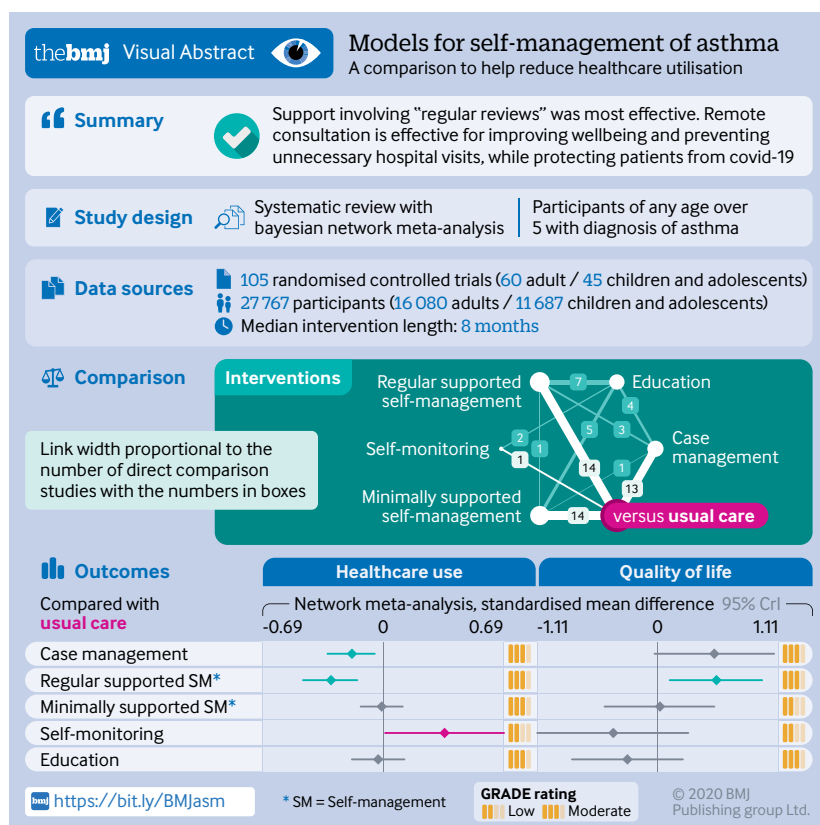 thebmj Visual Abstract
Models for self-management of asthma
A comparison to help reduce healthcare utilisation
Summary
Support involving "regular reviews" was most effective. Remote
consultation is effective for improving wellbeing and preventing
unnecessary hospital visits, while protecting patients from covid-19
Study design
Systematic review with
bayesian network meta-analysis
Participants of any age over
5 with diagnosis of asthma
Data sources
105 randomised controlled trials (60 adult / 45 children and adolescents)
27 767 participants (16 080 adults / 11 687 children and adolescents)
Median intervention length: 8 months
Comparison
Link width proportional to the
number of direct comparison
studies with the numbers in boxes
Interventions
Regular supported
self-management
7
Education
4
2
5
3
Self-monitoring
1
1
Case
management
14
1
13
Minimally supported
self-management
14
versus usual care
Outcomes
Healthcare use
Quality of life
Compared with
usual care
Network meta-analysis, standardised mean difference 95% CrI
-0.69 0 0.69 -1.11 0 1.11
Case management
Regular supported SM*
Minimally supported SM*
Self-monitoring
Education
bmj https://bit.ly/BMJasm
* SM = Self-management
GRADE rating
Low Moderate
© 2020 BMJ
Publishing group Ltd.